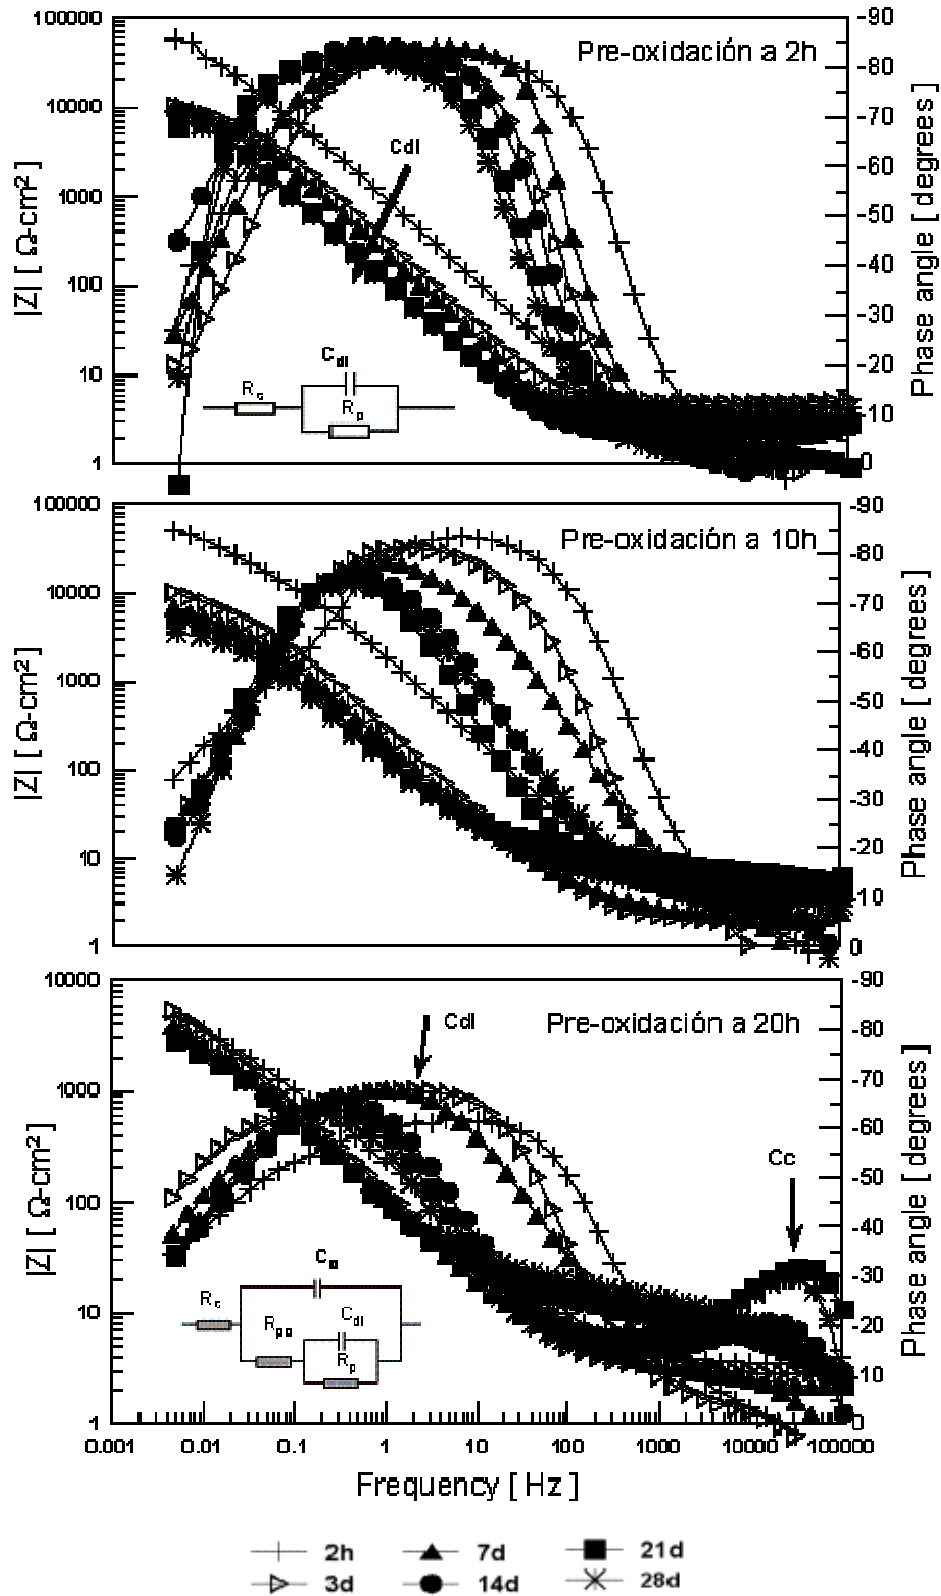 Pre-oxidación a 2h
|Z| [ Ω-cm²]
100000
10000
1000
100
10
1
Phase angle [ degrees]
-90
-80
-70
-60
-50
-40
-30
-20
-10
0
Cdl
Cdl
Rp
Pre-oxidación a 10h
|Z| [ Ω-cm²]
100000
10000
1000
100
10
1
Phase angle [ degrees]
-90
-80
-70
-60
-50
-40
-30
-20
-10
0
Pre-oxidación a 20h
|Z| [ Ω-cm²]
10000
1000
100
10
1
Phase angle [ degrees]
-90
-80
-70
-60
-50
-40
-30
-20
-10
0
Cdl
Cc
Cdl
Rp
0.001 0.01 0.1 1 10 100 1000 10000 100000
Frequency [ Hz ]
2h 7d 21d
3d 14d 28d